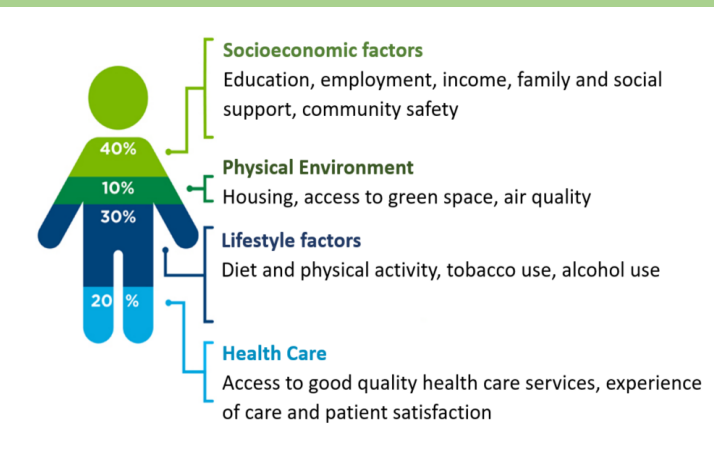 Socioeconomic factors
Education, employment, income, family and social
support, community safety
40%
Physical Environment
10%
Housing, access to green space, air quality
30%
Lifestyle factors
Diet and physical activity, tobacco use, alcohol use
20 %
Health Care
Access to good quality health care services, experience
of care and patient satisfaction